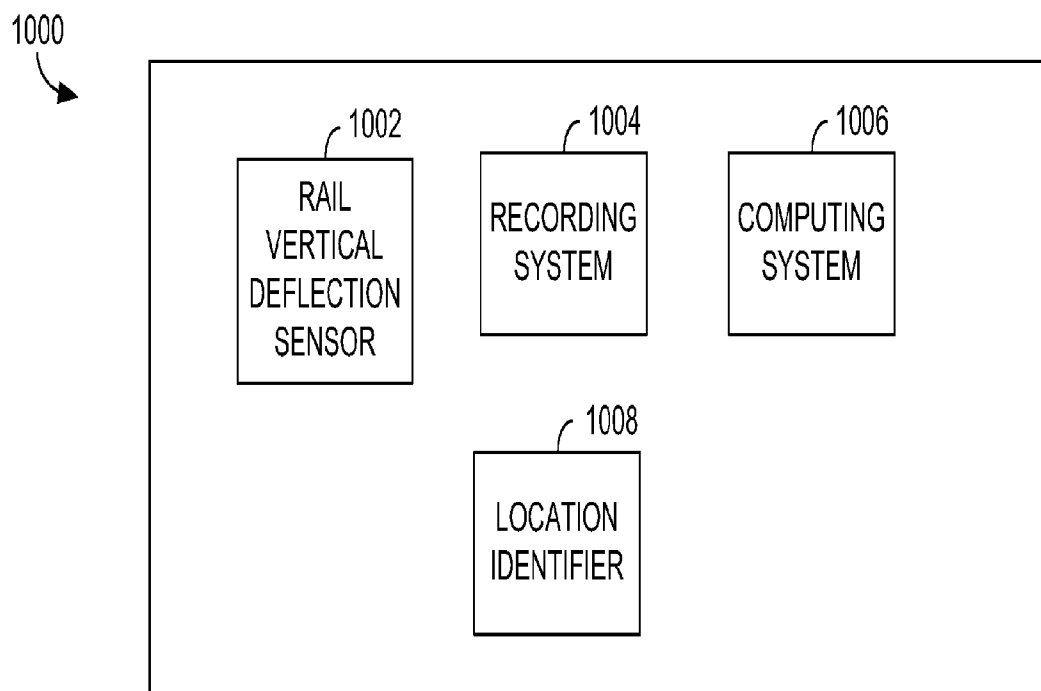 1000
1002
RAIL
VERTICAL
DEFLECTION
SENSOR
1004
RECORDING
SYSTEM
1006
COMPUTING
SYSTEM
1008
LOCATION
IDENTIFIER